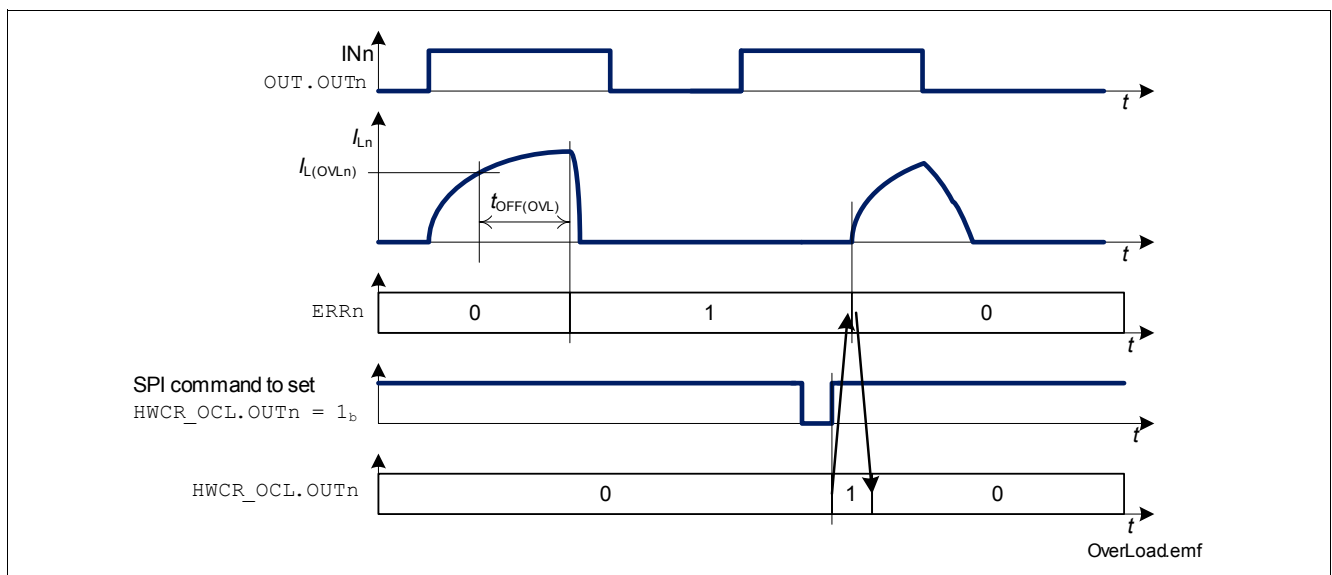 INn
OUT.OUTn
t
ILn
IL(OVLn)
tOFF(OVL)
t
ERRn
0
1
0
t
SPI command to set
HWCR_OCL.OUTn = 1b
t
HWCR_OCL.OUTn
0
1
0
t
OverLoad.emf